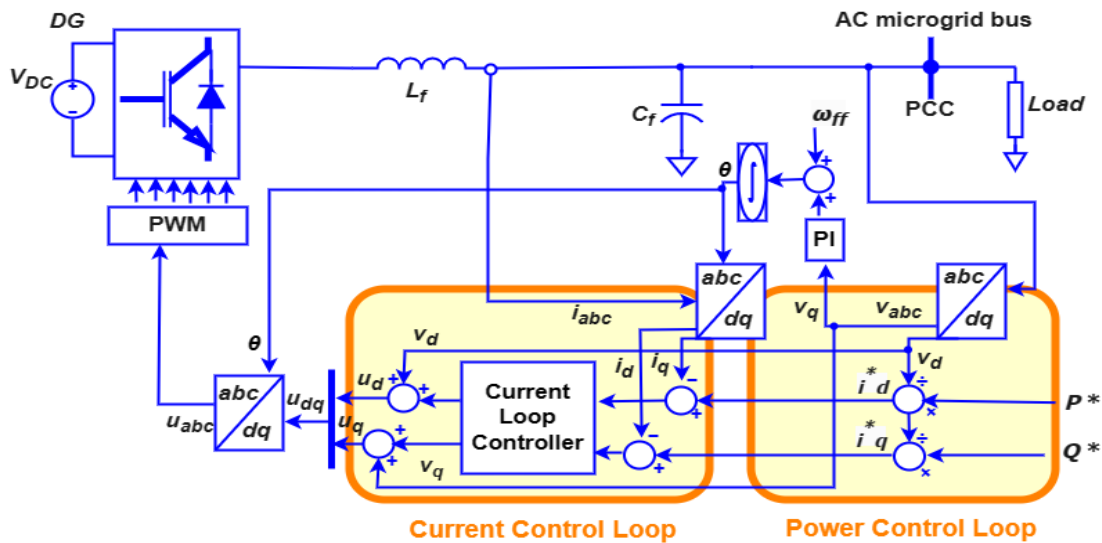 DG
AC microgrid bus
V_DC
+
−
L_f
C_f
ω_ff
PCC
Load
θ
∫
+
+
PWM
PI
abc
dq
abc
dq
i_abc
v_q
v_abc
θ
v_d
i_d
i_q
v_d
abc
dq
u_abc
u_dq
u_d
u_q
+
+
+
+
v_q
Current
Loop
Controller
−
+
−
+
i*_d
i*_q
÷
×
÷
×
P*
Q*
Current Control Loop
Power Control Loop